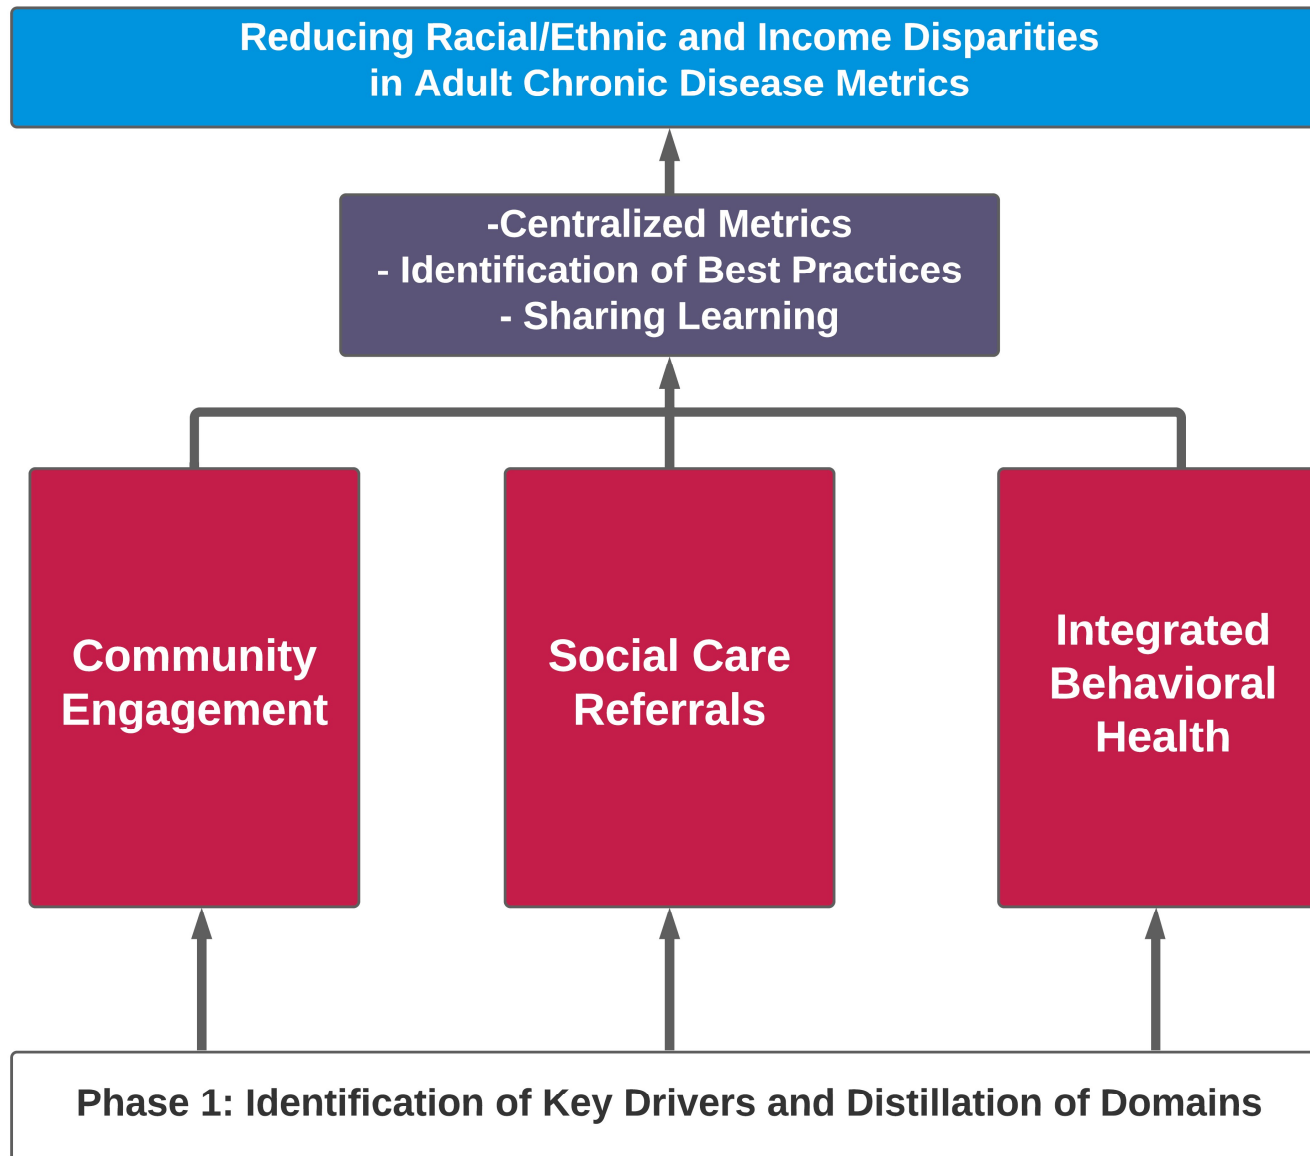 Reducing Racial/Ethnic and Income Disparities
in Adult Chronic Disease Metrics
-Centralized Metrics
- Identification of Best Practices
- Sharing Learning
Community
Engagement
Social Care
Referrals
Integrated
Behavioral
Health
Phase 1: Identification of Key Drivers and Distillation of Domains